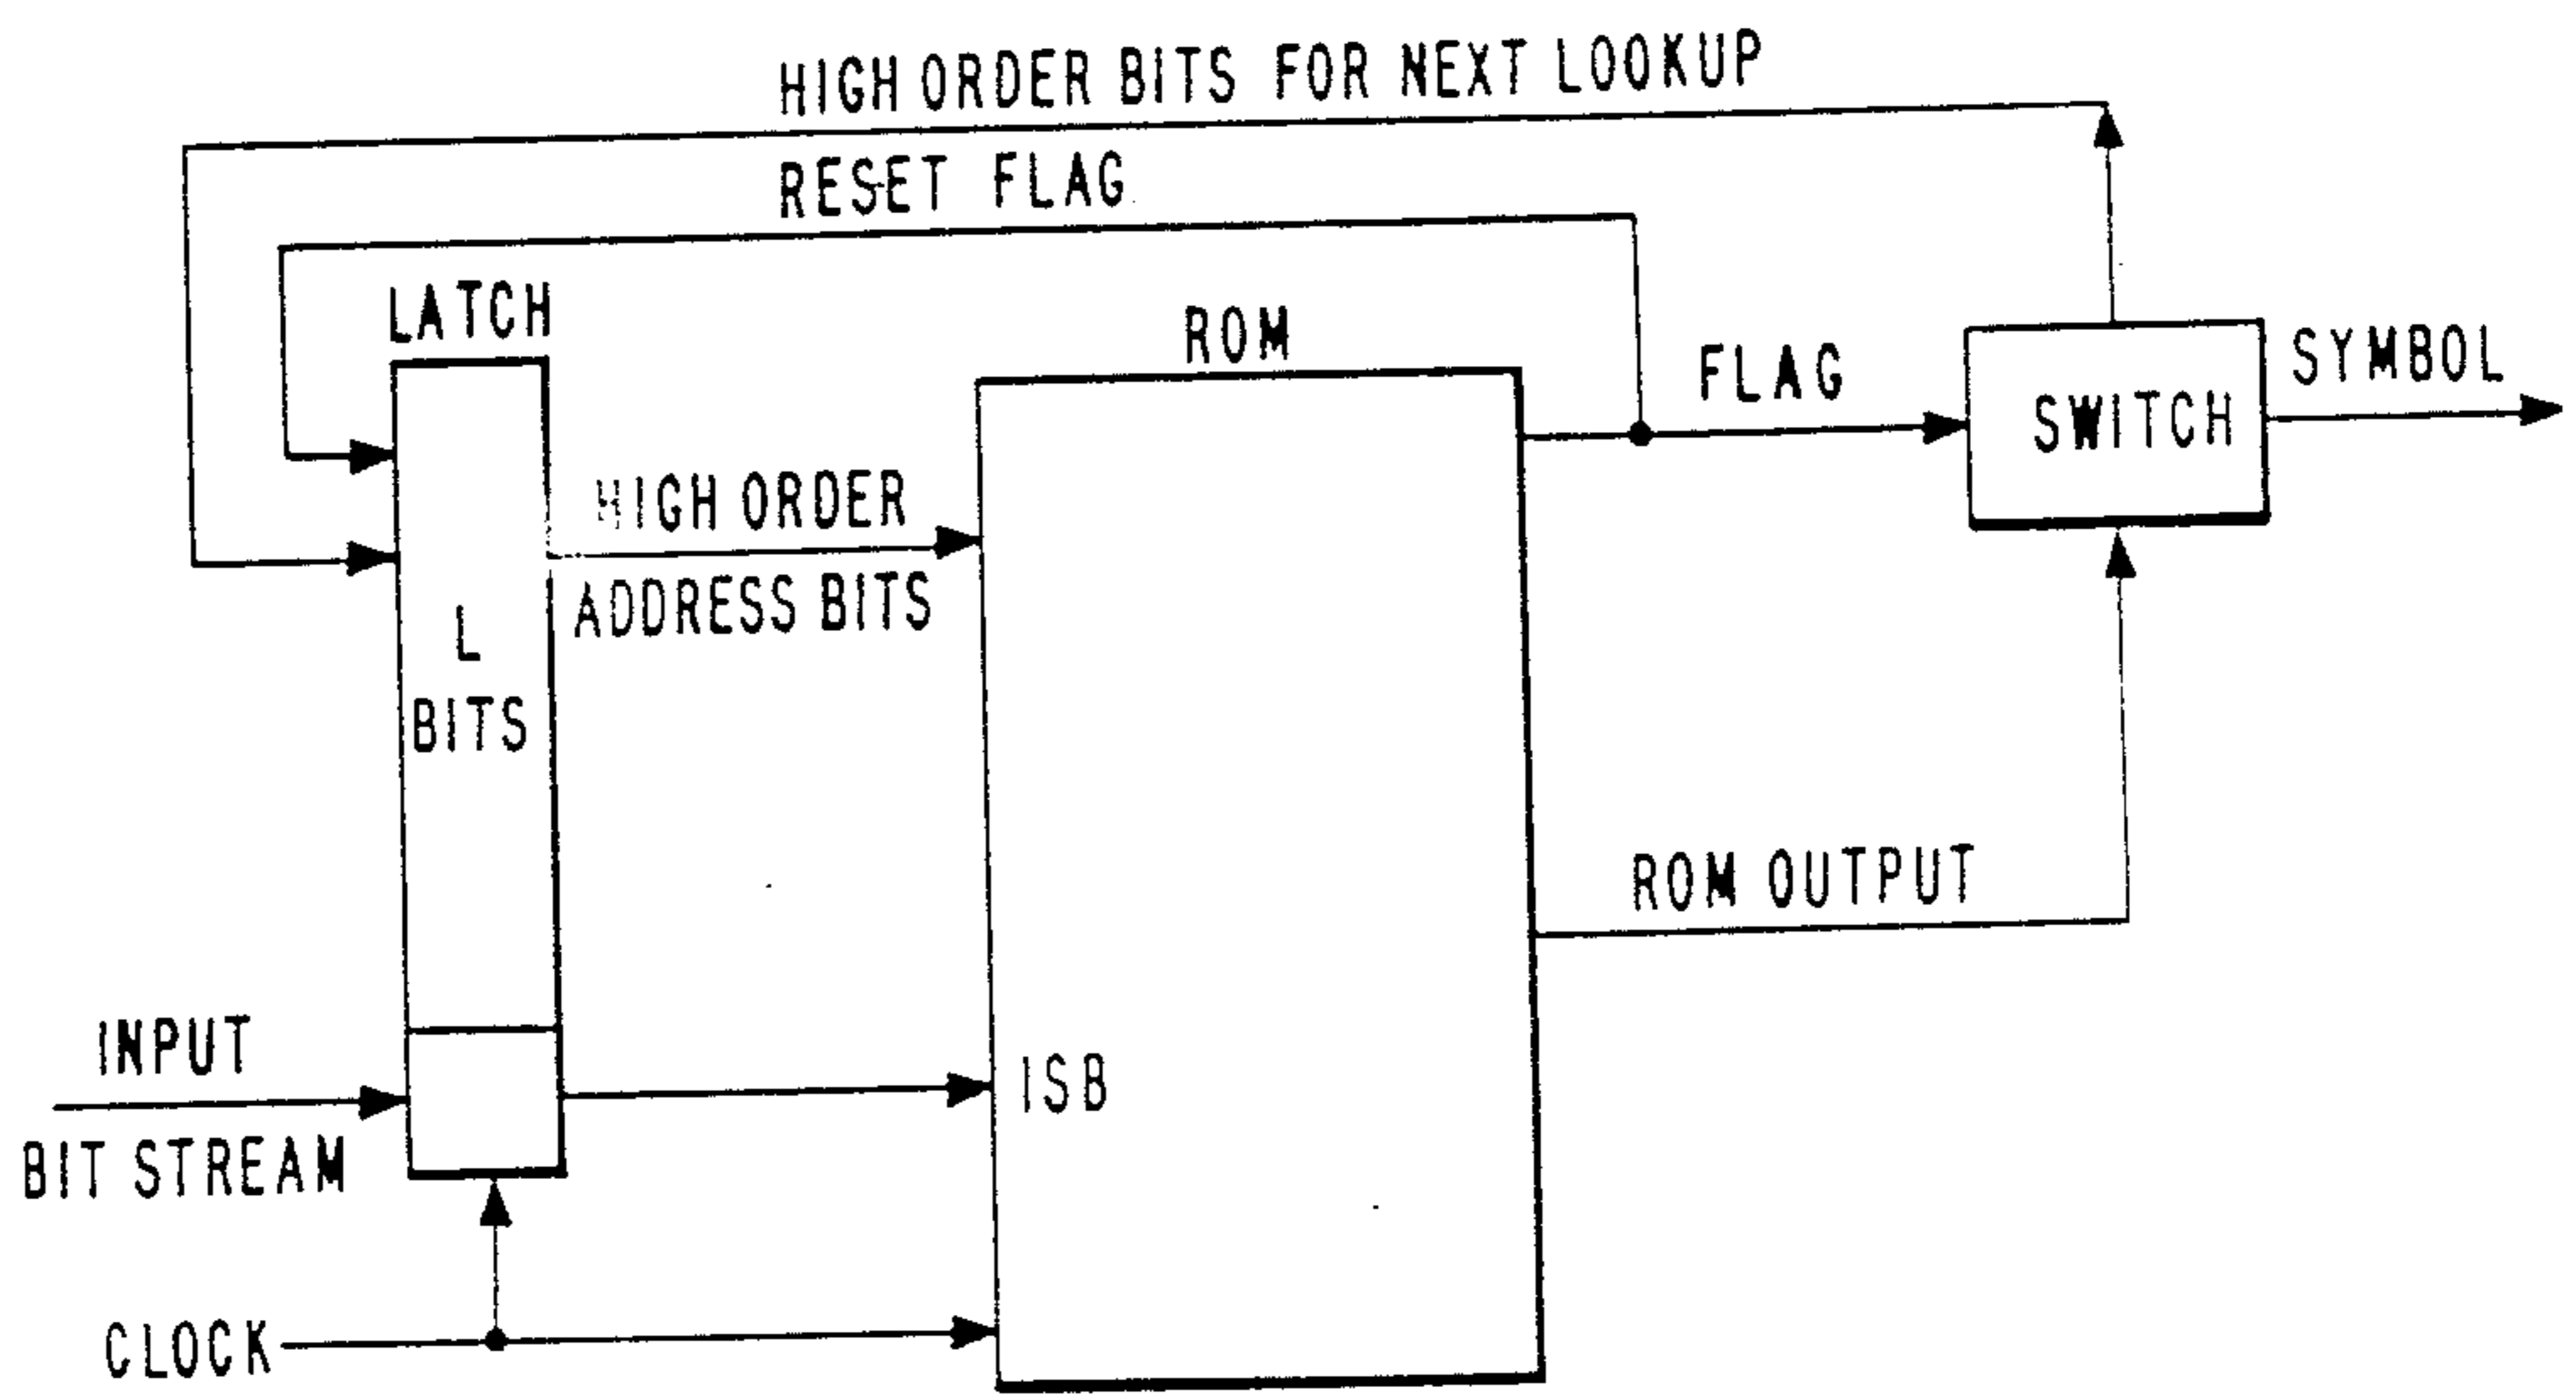 HIGH ORDER BITS FOR NEXT LOOKUP
RESET FLAG
LATCH
ROM
FLAG
SYMBOL
SWITCH
HIGH ORDER
ADDRESS BITS
L
BITS
ROM OUTPUT
INPUT
BIT STREAM
ISB
CLOCK